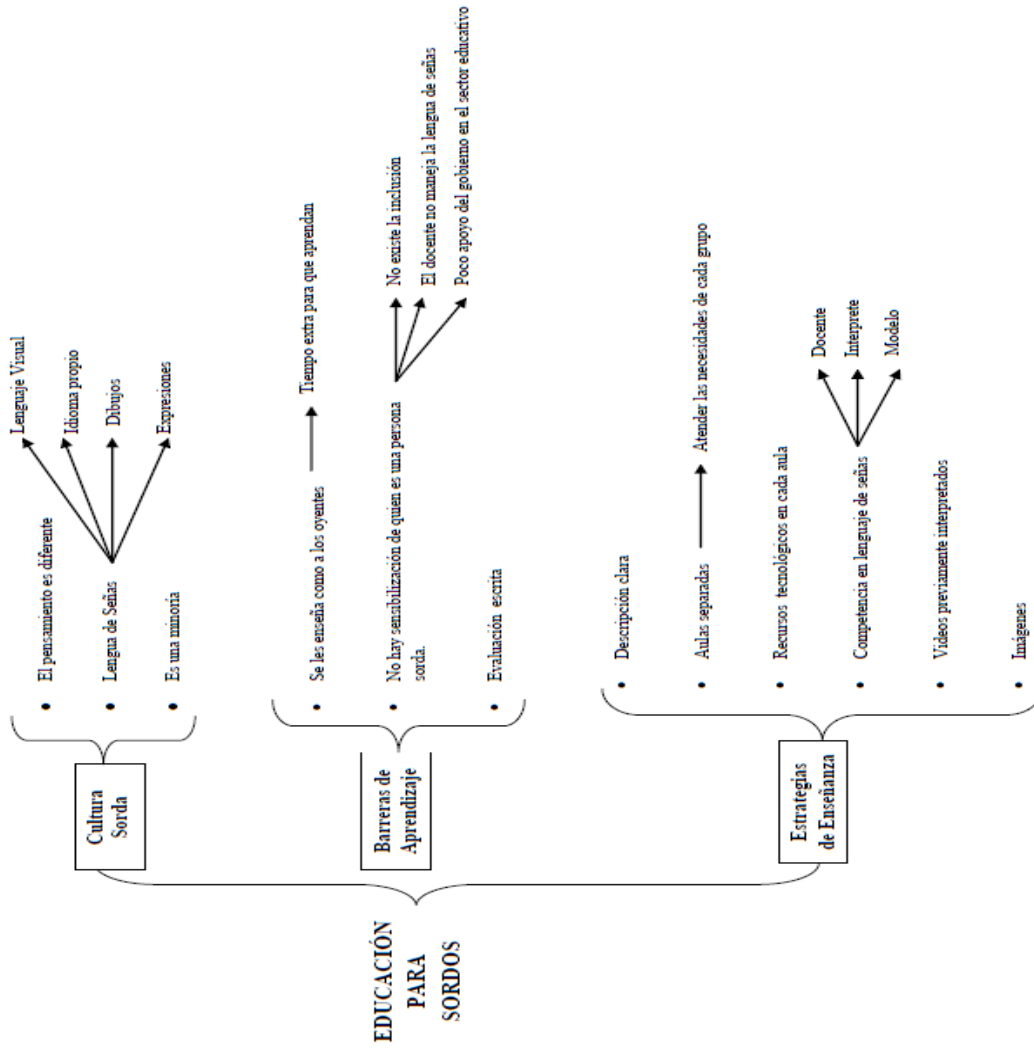 EDUCACIÓN
PARA
SORDOS
Cultura
Sorda
El pensamiento es diferente
Lengua de Señas
Lenguaje Visual
Idioma propio
Dibujos
Expresiones
Es una minoría
Barreras de
Aprendizaje
Se les enseña como a los oyentes
Tiempo extra para que aprendan
No hay sensibilización de quien es una persona
sorda.
No existe la inclusión
El docente no maneja la lengua de señas
Poco apoyo del gobierno en el sector educativo
Evaluación escrita
Estrategias
de Enseñanza
Descripción clara
Aulas separadas
Atender las necesidades de cada grupo
Recursos tecnológicos en cada aula
Competencia en lenguaje de señas
Docente
Interprete
Modelo
Videos previamente interpretados
Imágenes